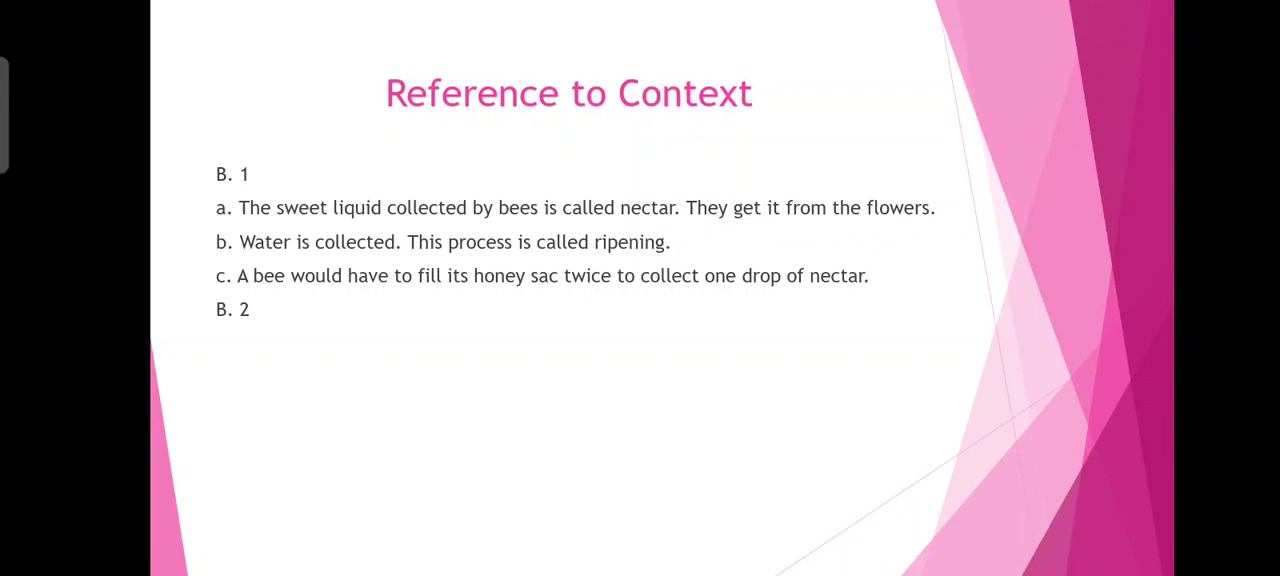 Reference to Context
B. 1
a. The sweet liquid collected by bees is called nectar. They get it from the flowers.
b. Water is collected. This process is called ripening.
c. A bee would have to fill its honey sac twice to collect one drop of nectar.
B. 2